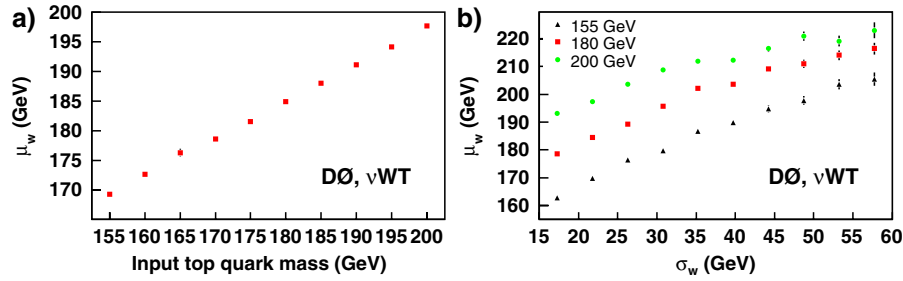 a)
200
195
190
185
180
175
170
μw (GeV)
DØ, νWT
155 160 165 170 175 180 185 190 195 200
Input top quark mass (GeV)
b)
220
210
200
190
180
170
160
μw (GeV)
155 GeV
180 GeV
200 GeV
DØ, νWT
15 20 25 30 35 40 45 50 55 60
σw (GeV)